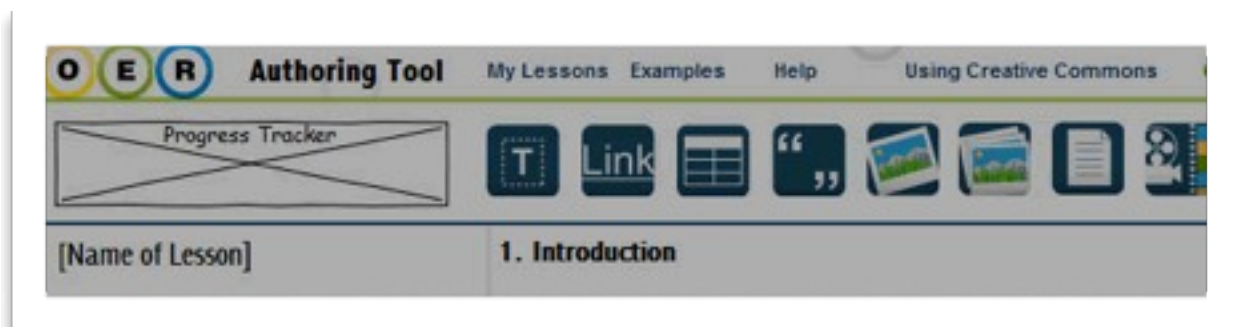 O E R Authoring Tool My Lessons Examples Help Using Creative Commons
Progress Tracker
T Link “ ”
[Name of Lesson] 1. Introduction